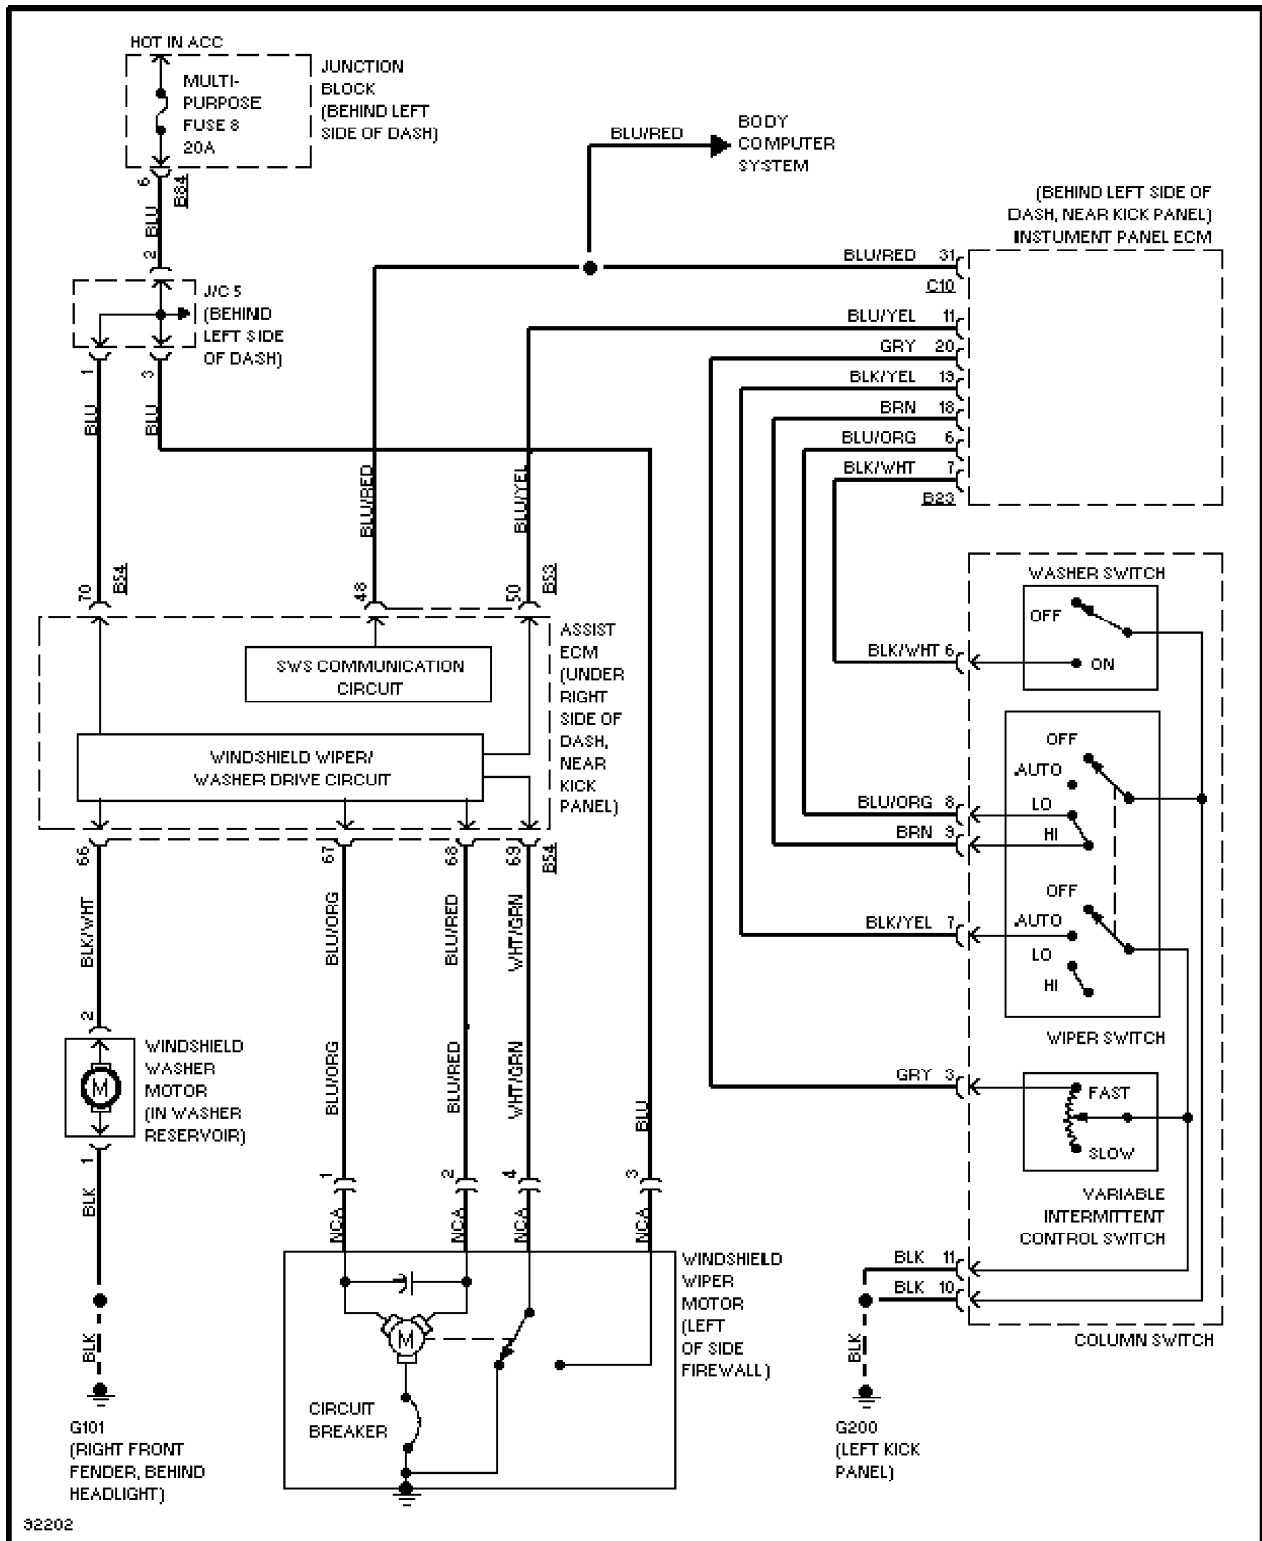 HOT IN ACC
MULTI-
PURPOSE
FUSE 8
20A
JUNCTION
BLOCK
(BEHIND LEFT
SIDE OF DASH)
6
B84
BLU
2
J/C 5
(BEHIND
LEFT SIDE
OF DASH)
1
3
BLU
BLU
BLU/RED
BODY
COMPUTER
SYSTEM
(BEHIND LEFT SIDE OF
DASH, NEAR KICK PANEL)
INSTUMENT PANEL ECM
BLU/RED 31
C10
BLU/YEL 11
GRY 20
BLK/YEL 19
BRN 18
BLU/ORG 6
BLK/WHT 7
B23
BLU/RED
BLU/YEL
70
B54
48
50
B53
ASSIST
ECM
(UNDER
RIGHT
SIDE OF
DASH,
NEAR
KICK
PANEL)
SWS COMMUNICATION
CIRCUIT
WINDSHIELD WIPER/
WASHER DRIVE CIRCUIT
66
67
68
69
B54
BLK/WHT
BLU/ORG
BLU/RED
WHT/GRN
2
M
WINDSHIELD
WASHER
MOTOR
(IN WASHER
RESERVOIR)
1
BLK
BLK
G101
(RIGHT FRONT
FENDER, BEHIND
HEADLIGHT)
BLU/ORG
BLU/RED
WHT/GRN
BLU
1
2
4
3
NCA
NCA
NCA
NCA
M
CIRCUIT
BREAKER
WINDSHIELD
WIPER
MOTOR
(LEFT
OF SIDE
FIREWALL)
WASHER SWITCH
OFF
ON
BLK/WHT 6
OFF
AUTO
LO
HI
BLU/ORG 8
BRN 9
OFF
AUTO
LO
HI
BLK/YEL 7
WIPER SWITCH
GRY 3
FAST
SLOW
VARIABLE
INTERMITTENT
CONTROL SWITCH
BLK 11
BLK 10
COLUMN SWITCH
BLK
G200
(LEFT KICK
PANEL)
92202